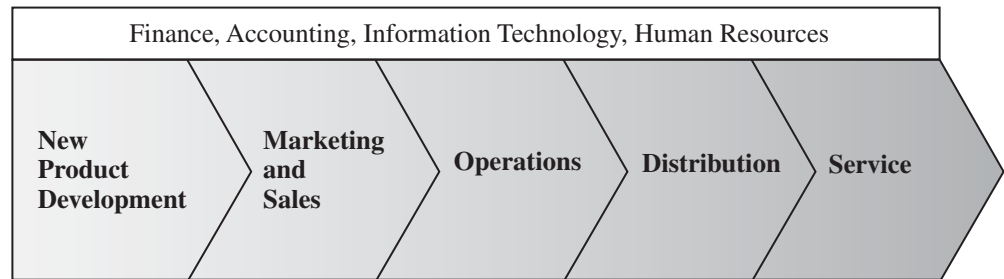 Finance, Accounting, Information Technology, Human Resources
New
Product
Development
Marketing
and
Sales
Operations
Distribution
Service